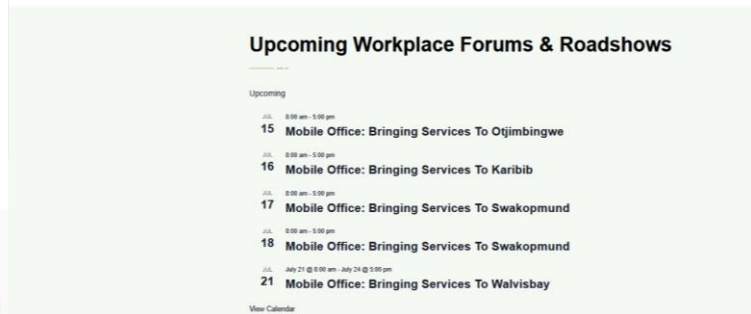 Upcoming Workplace Forums & Roadshows
Upcoming
JUL
8:00 am - 5:00 pm
15
Mobile Office: Bringing Services To Otjimbingwe
JUL
8:00 am - 5:00 pm
16
Mobile Office: Bringing Services To Karibib
JUL
8:00 am - 5:00 pm
17
Mobile Office: Bringing Services To Swakopmund
JUL
8:00 am - 5:00 pm
18
Mobile Office: Bringing Services To Swakopmund
JUL
July 21 @ 8:00 am - July 24 @ 5:00 pm
21
Mobile Office: Bringing Services To Walvisbay
View Calendar